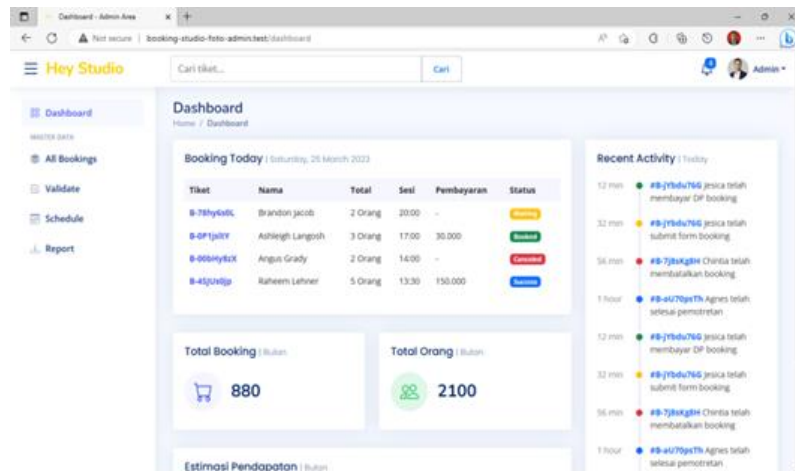 Dashboard - Admin Area
Not secure | booking-studio-foto-admin.test/dashboard
Hey Studio
Cari tiket...
Cari
Admin
Dashboard
MASTER DATA
All Bookings
Validate
Schedule
Report
Dashboard
Home / Dashboard
Booking Today | Saturday, 25 March 2023
Tiket Nama Total Sesi Pembayaran Status
Brandon Jacob 2 Orang 20:00 - Waiting
Ashleigh Langosh 3 Orang 17:00 30.000 Booked
Angus Grady 2 Orang 14:00 - Canceled
Raheem Lehner 5 Orang 13:30 150.000 Success
Total Booking | Bulan
880
Total Orang | Bulan
2100
Estimasi Pendapatan | Bulan
Recent Activity | Today
12 min #B-jYbdu76G Jesica telah
membayar DP booking
32 min #B-jYbdu76G Jesica telah
submit form booking
56 min #B-7J8sKg8H Chintia telah
membatalkan booking
1 hour #B-aU70psTh Agnes telah
selesai pemotretan
12 min #B-jYbdu76G Jesica telah
membayar DP booking
32 min #B-jYbdu76G Jesica telah
submit form booking
56 min #B-7J8sKg8H Chintia telah
membatalkan booking
1 hour #B-aU70psTh Agnes telah
selesai pemotretan